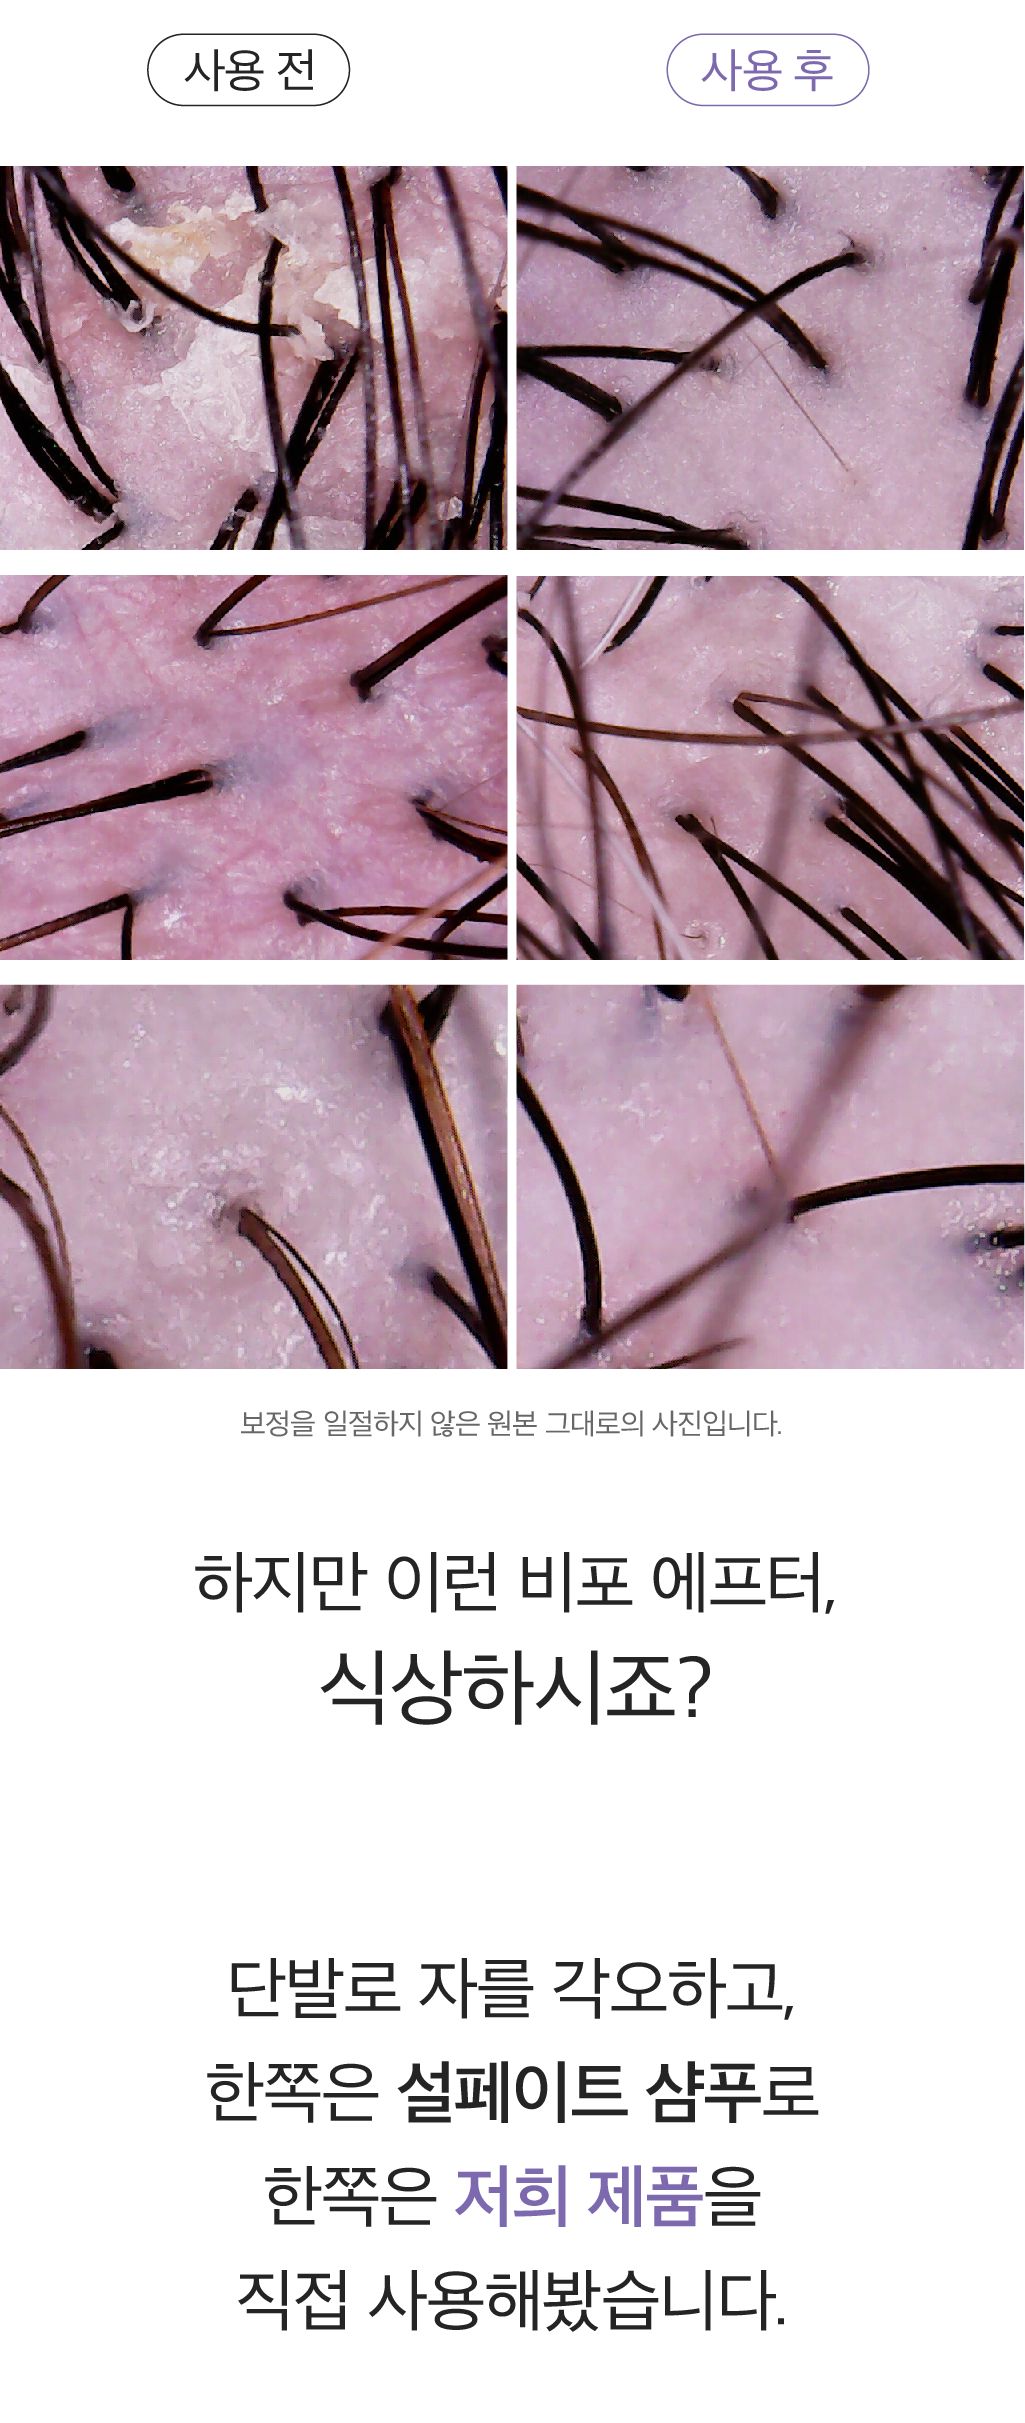 사용 전
사용 후
보정을 일절하지 않은 원본 그대로의 사진입니다.
하지만 이런 비포 에프터,
식상하시죠?
단발로 자를 각오하고,
한쪽은 설페이트 샴푸로
한쪽은 저희 제품을
직접 사용해봤습니다.